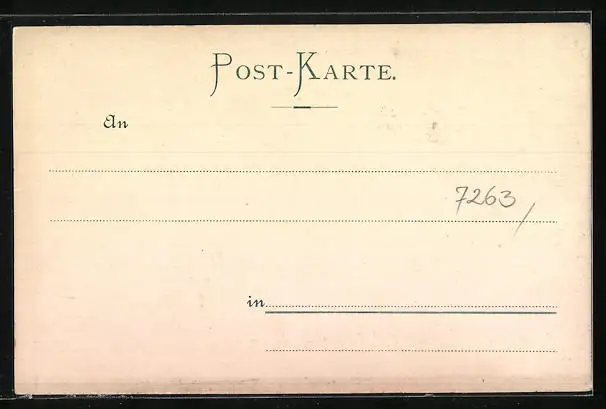 POST-KARTE.
An
7263/
in